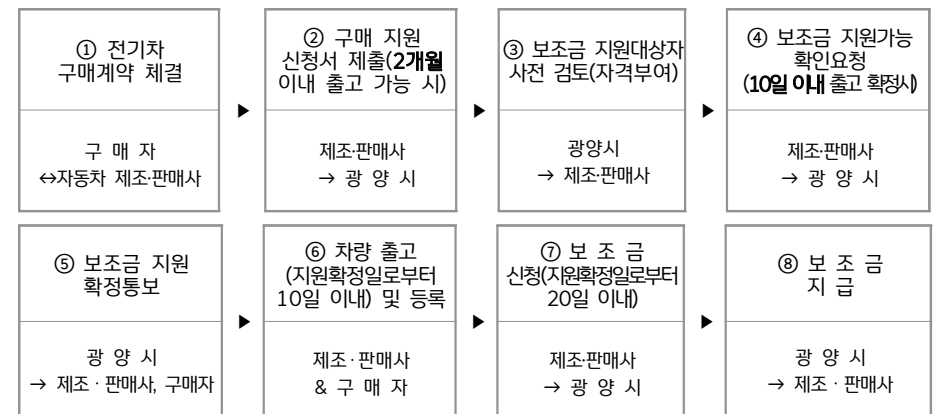 ① 전기차
구매계약 체결
구 매 자
↔자동차 제조·판매사
▶
② 구매 지원
신청서 제출(2개월
이내 출고 가능 시)
제조·판매사
→ 광 양 시
▶
③ 보조금 지원대상자
사전 검토(자격부여)
광양시
→ 제조·판매사
▶
④ 보조금 지원가능
확인요청
(10일 이내 출고 확정시)
제조·판매사
→ 광 양 시
⑤ 보조금 지원
확정통보
광 양 시
→ 제조 · 판매사, 구매자
▶
⑥ 차량 출고
(지원확정일로부터
10일 이내) 및 등록
제조 · 판매사
& 구 매 자
▶
⑦ 보 조 금
신청(지원확정일로부터
20일 이내)
제조·판매사
→ 광 양 시
▶
⑧ 보 조 금
지 급
광 양 시
→ 제조 · 판매사